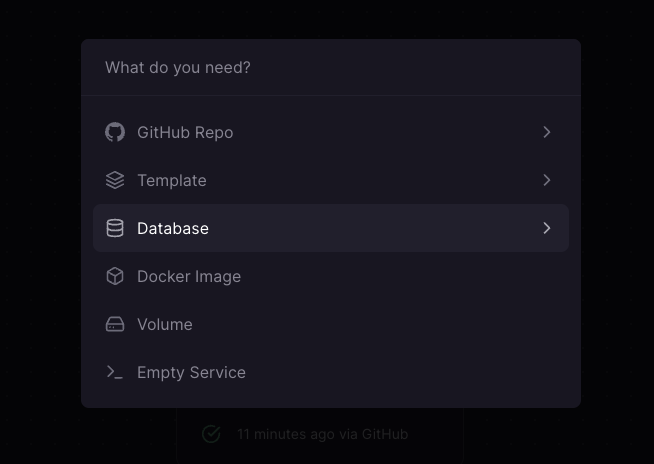 What do you need?
GitHub Repo
Template
Database
Docker Image
Volume
Empty Service
11 minutes ago via GitHub